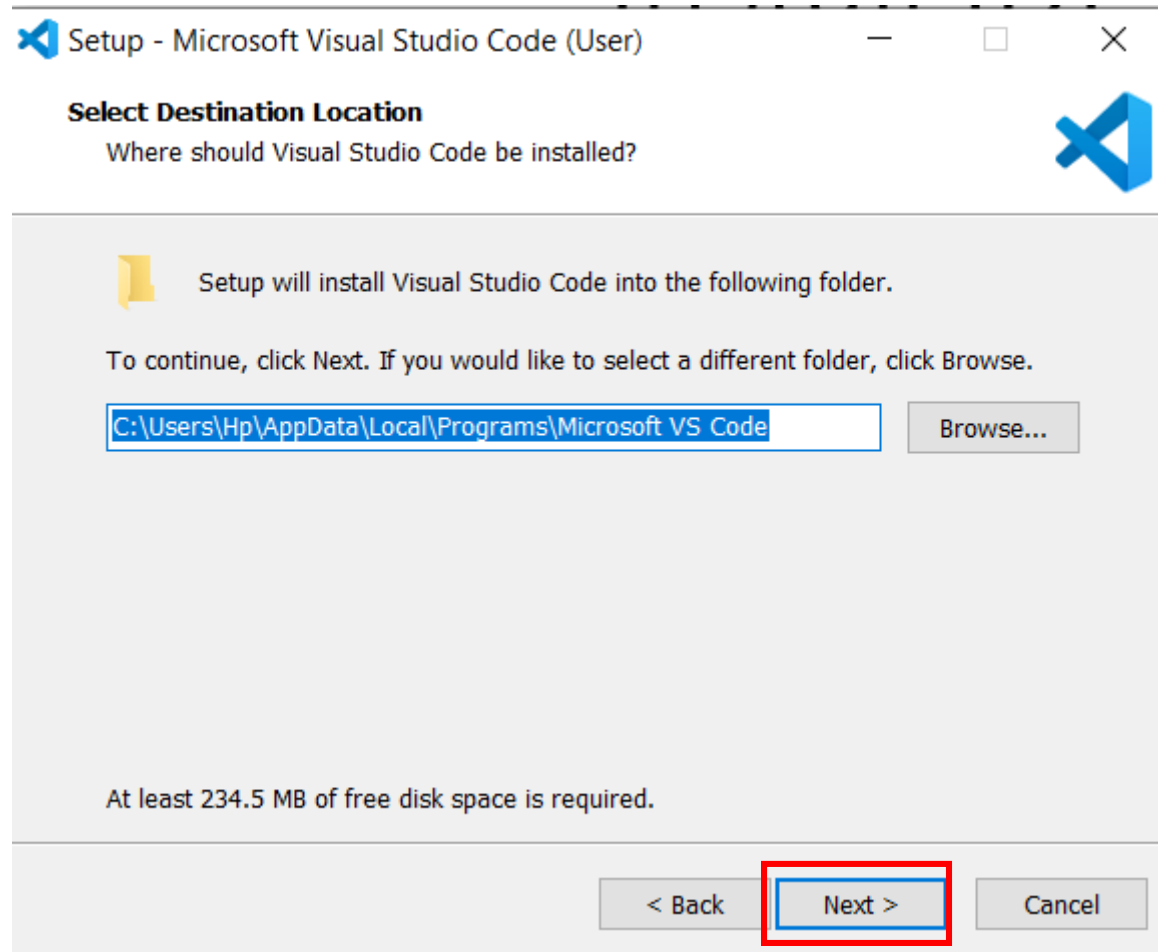 Setup - Microsoft Visual Studio Code (User)
Select Destination Location
Where should Visual Studio Code be installed?
Setup will install Visual Studio Code into the following folder.
To continue, click Next. If you would like to select a different folder, click Browse.
C:\Users\Hp\AppData\Local\Programs\Microsoft VS Code
Browse...
At least 234.5 MB of free disk space is required.
< Back Next > Cancel